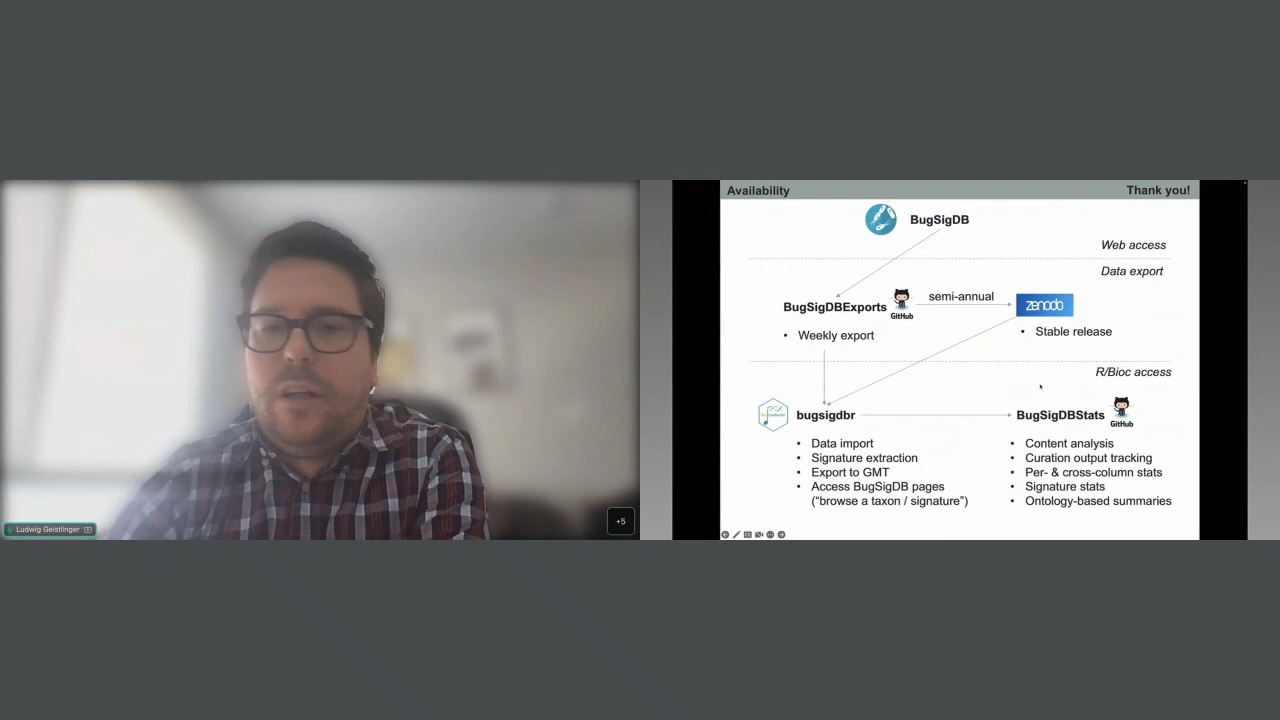 Availability
Thank you!
BugSigDB
Web access
Data export
BugSigDBExports
GitHub
semi-annual
zenodo
• Weekly export
• Stable release
R/Bioc access
bugsigdbr
BugSigDBStats
GitHub
• Data import
• Signature extraction
• Export to GMT
• Access BugSigDB pages
("browse a taxon / signature")
• Content analysis
• Curation output tracking
• Per- & cross-column stats
• Signature stats
• Ontology-based summaries
Ludwig Geistlinger
+5